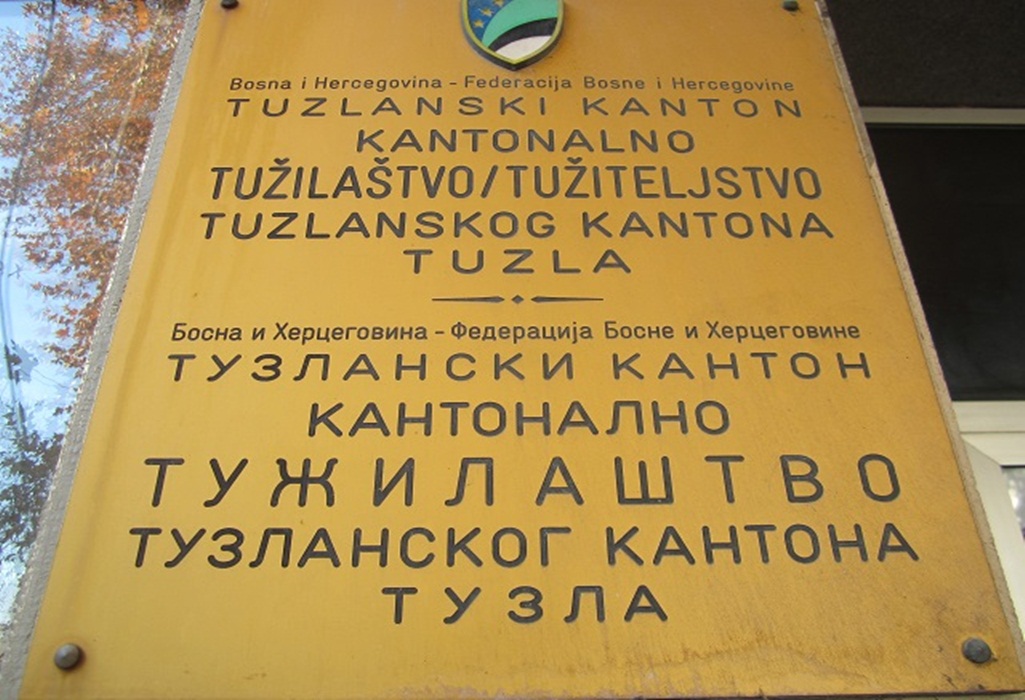 Bosna i Hercegovina - Federacija Bosne i Hercegovine
TUZLANSKI KANTON
KANTONALNO
TUŽILAŠTVO/TUŽITELJSTVO
TUZLANSKOG KANTONA
TUZLA
Босна и Херцеговина - Федерација Босне и Херцеговине
ТУЗЛАНСКИ КАНТОН
КАНТОНАЛНО
ТУЖИЛАШТВО
ТУЗЛАНСКОГ КАНТОНА
ТУЗЛА